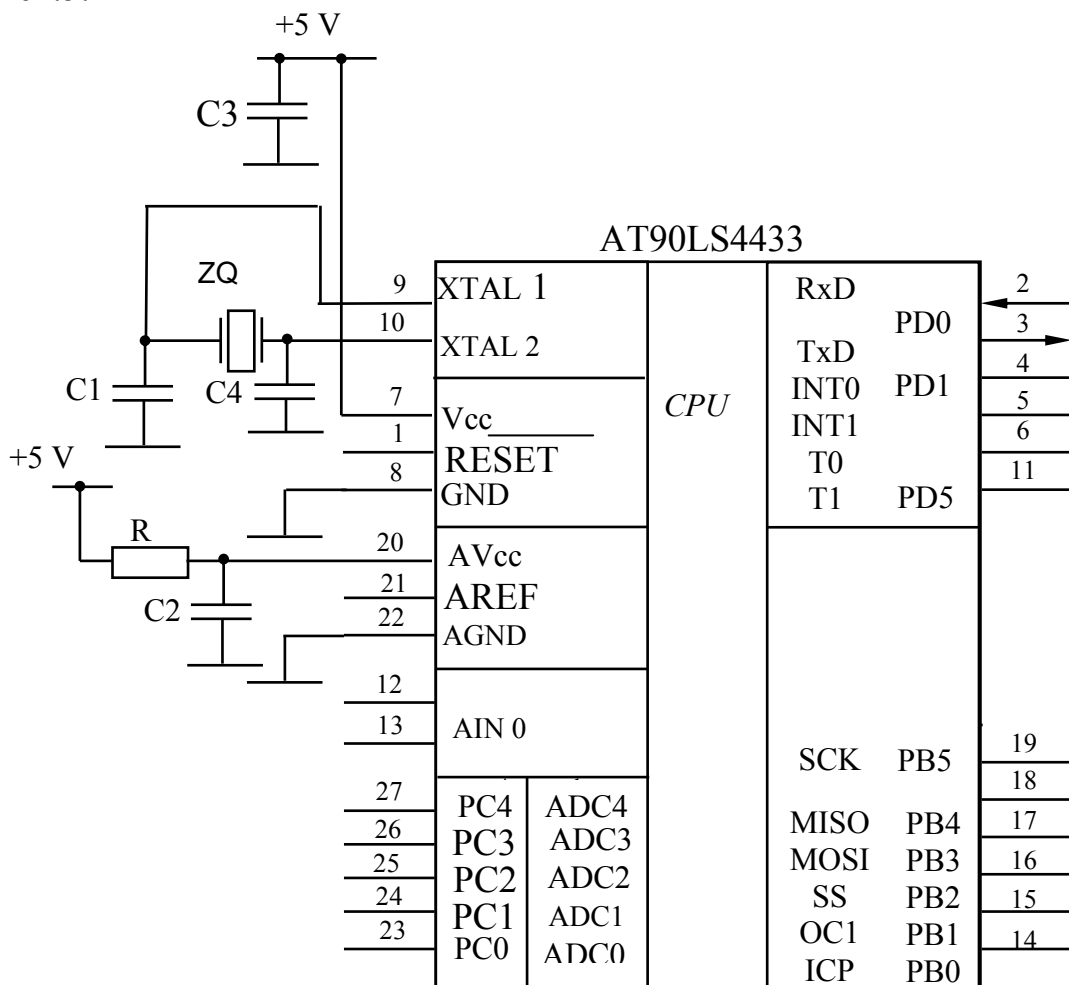 +5 V
C3
AT90LS4433
ZQ
9 XTAL 1
10 XTAL 2
C1
C4
7 Vcc
1 RESET
8 GND
+5 V
R
20 AVcc
21 AREF
C2
22 AGND
12
13 AIN 0
27 PC4 ADC4
26 PC3 ADC3
25 PC2 ADC2
24 PC1 ADC1
23 PC0 ADC0
CPU
RxD 2
PD0 3
TxD 4
INT0 PD1
INT1 5
T0 6
T1 PD5 11
SCK PB5 19
18
MISO PB4 17
MOSI PB3 16
SS PB2 15
OC1 PB1 14
ICP PB0